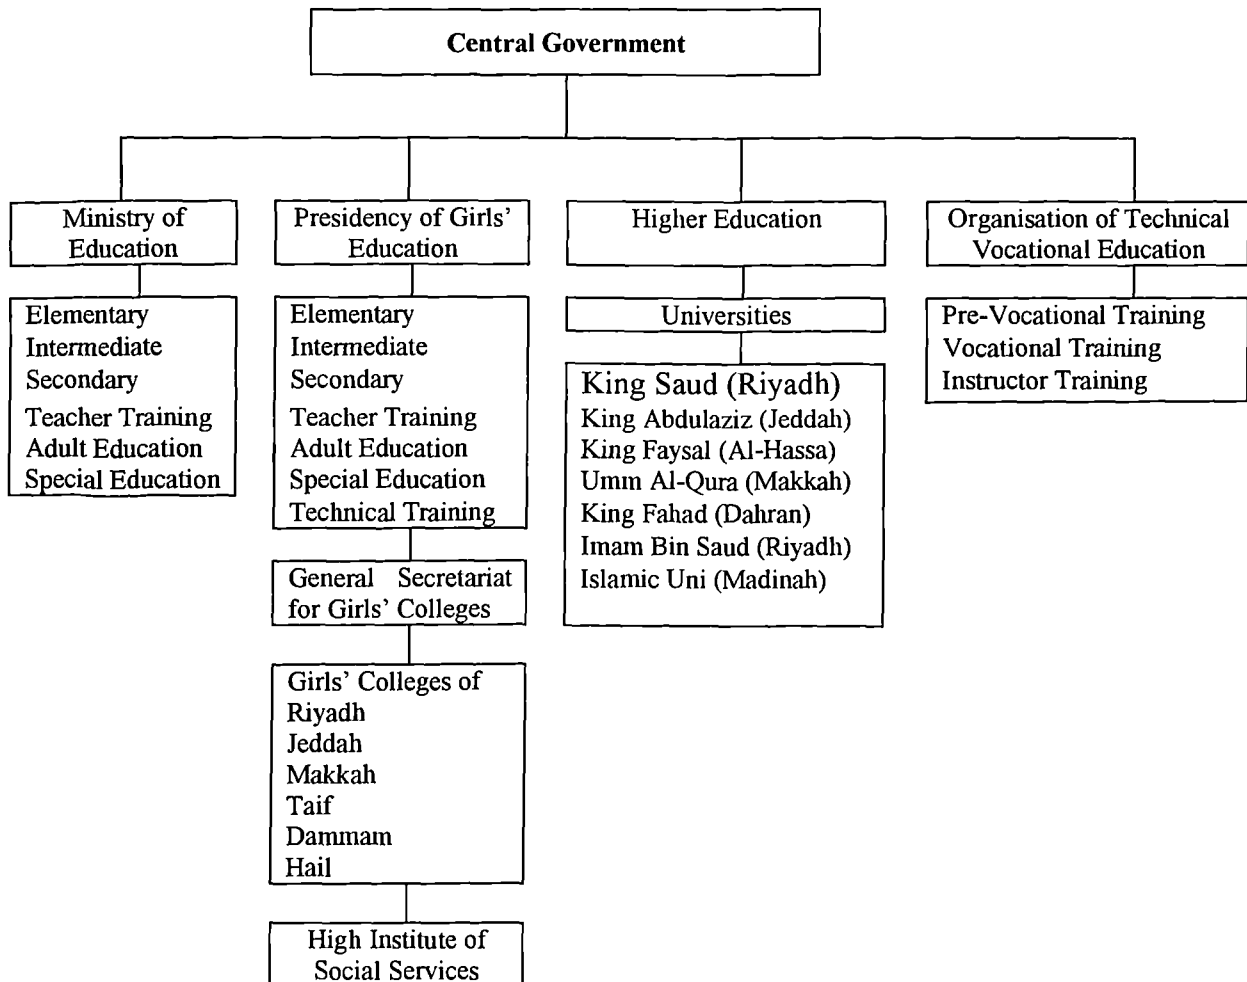 Central Government
Ministry of
Education
Elementary
Intermediate
Secondary
Teacher Training
Adult Education
Special Education
Presidency of Girls'
Education
Elementary
Intermediate
Secondary
Teacher Training
Adult Education
Special Education
Technical Training
General Secretariat
for Girls' Colleges
Girls' Colleges of
Riyadh
Jeddah
Makkah
Taif
Dammam
Hail
High Institute of
Social Services
Higher Education
Universities
King Saud (Riyadh)
King Abdulaziz (Jeddah)
King Faysal (Al-Hassa)
Umm Al-Qura (Makkah)
King Fahad (Dahran)
Imam Bin Saud (Riyadh)
Islamic Uni (Madinah)
Organisation of Technical
Vocational Education
Pre-Vocational Training
Vocational Training
Instructor Training